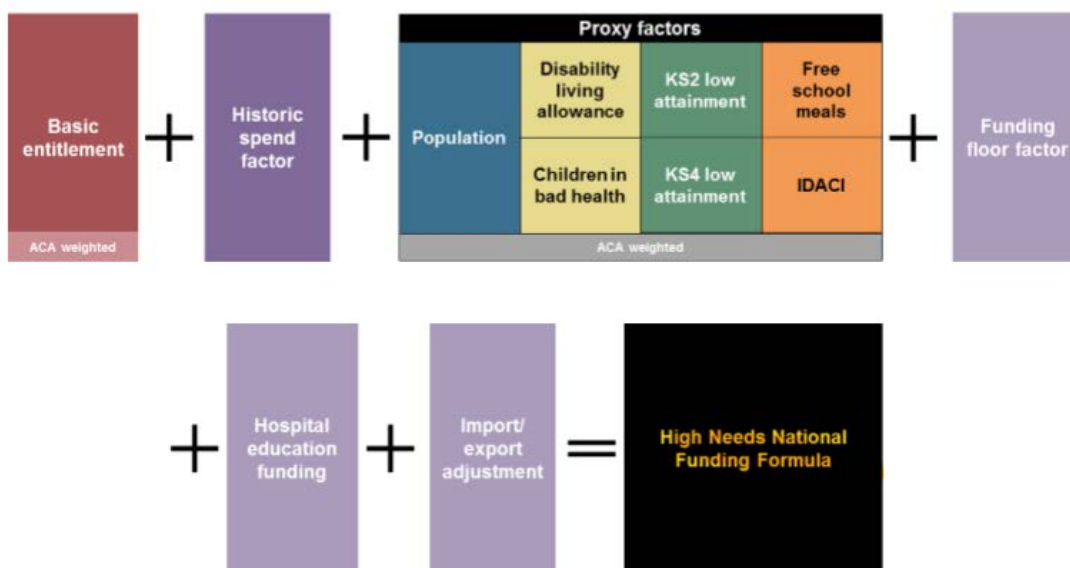 Basic
entitlement
ACA weighted
+
Historic
spend
factor
+
Proxy factors
Population
Disability
living
allowance
KS2 low
attainment
Free
school
meals
Children in
bad health
KS4 low
attainment
IDACI
ACA weighted
+
Funding
floor factor
+
Hospital
education
funding
+
Import/
export
adjustment
=
High Needs National
Funding Formula